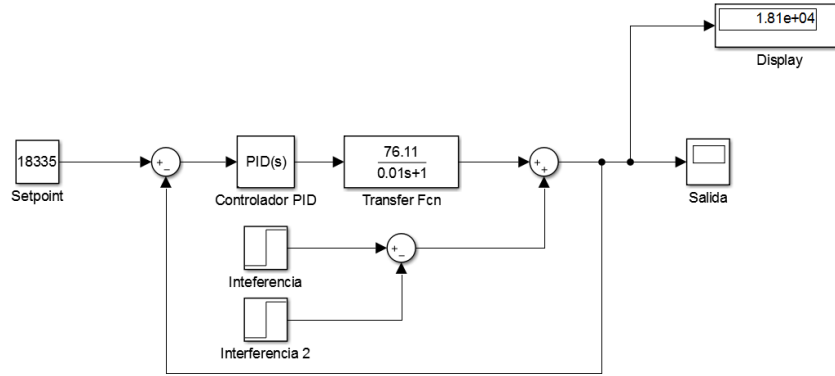 1.81e+04
Display
18335
Setpoint
+
−
PID(s)
Controlador PID
76.11
0.01s+1
Transfer Fcn
+
+
Salida
Inteferencia
+
−
Interferencia 2